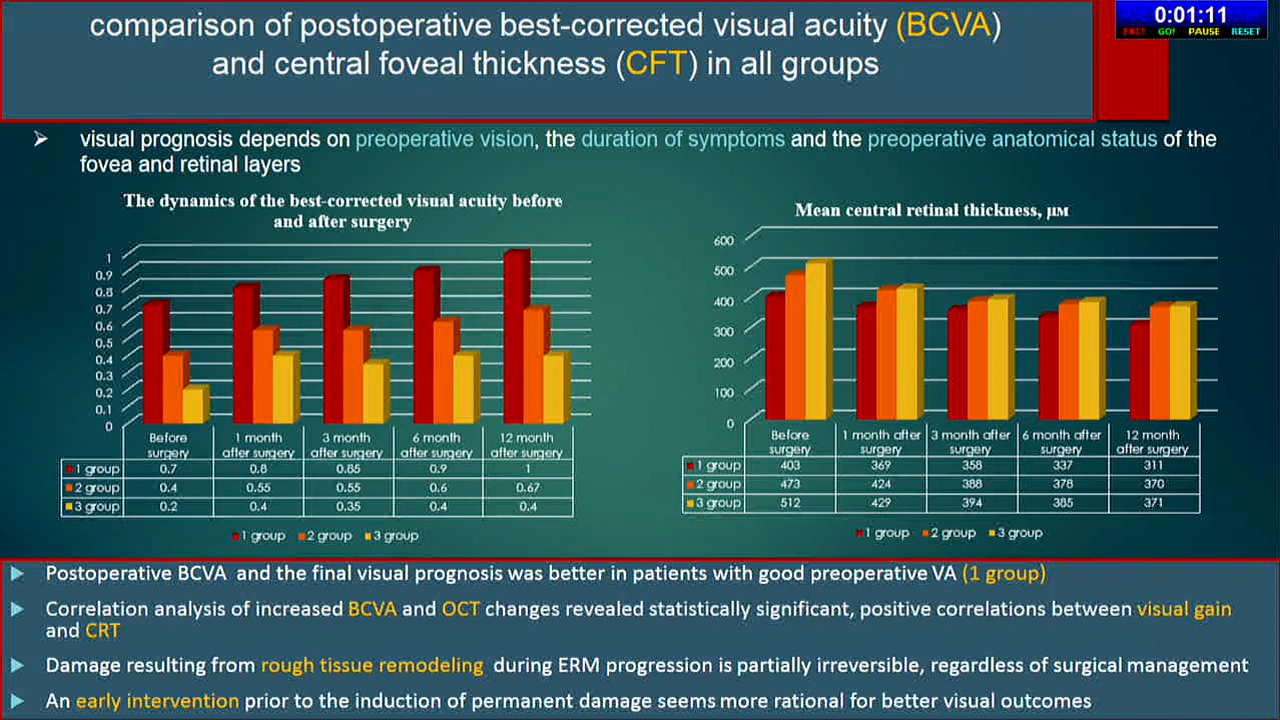 comparison of postoperative best-corrected visual acuity (BCVA)
and central foveal thickness (CFT) in all groups
0:01:11
EXIT GO! PAUSE RESET
visual prognosis depends on preoperative vision, the duration of symptoms and the preoperative anatomical status of the
fovea and retinal layers
The dynamics of the best-corrected visual acuity before
and after surgery
1
0.9
0.8
0.7
0.6
0.5
0.4
0.3
0.2
0.1
0
Before surgery 1 month after surgery 3 month after surgery 6 month after surgery 12 month after surgery
1 group 0.7 0.8 0.85 0.9 1
2 group 0.4 0.55 0.55 0.6 0.67
3 group 0.2 0.4 0.35 0.4 0.4
1 group 2 group 3 group
Mean central retinal thickness, μм
600
500
400
300
200
100
0
Before surgery 1 month after surgery 3 month after surgery 6 month after surgery 12 month after surgery
1 group 403 369 358 337 311
2 group 473 424 388 378 370
3 group 512 429 394 385 371
1 group 2 group 3 group
Postoperative BCVA and the final visual prognosis was better in patients with good preoperative VA (1 group)
Correlation analysis of increased BCVA and OCT changes revealed statistically significant, positive correlations between visual gain
and CRT
Damage resulting from rough tissue remodeling during ERM progression is partially irreversible, regardless of surgical management
An early intervention prior to the induction of permanent damage seems more rational for better visual outcomes